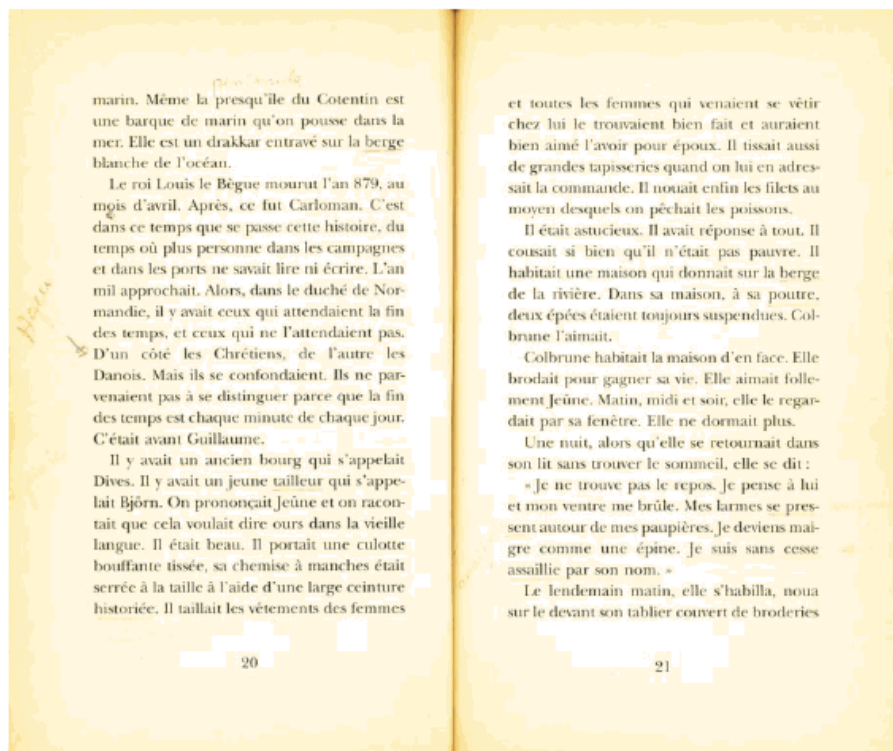 marin. Même la presqu'île du Cotentin est
une barque de marin qu'on pousse dans la
mer. Elle est un drakkar entravé sur la berge
blanche de l'océan.
Le roi Louis le Bègue mourut l'an 879, au
mois d'avril. Après, ce fut Carloman. C'est
dans ce temps que se passe cette histoire, du
temps où plus personne dans les campagnes
et dans les ports ne savait lire ni écrire. L'an
mil approchait. Alors, dans le duché de Nor-
mandie, il y avait ceux qui attendaient la fin
des temps, et ceux qui ne l'attendaient pas.
D'un côté les Chrétiens, de l'autre les
Danois. Mais ils se confondaient. Ils ne par-
venaient pas à se distinguer parce que la fin
des temps est chaque minute de chaque jour.
C'était avant Guillaume.
Il y avait un ancien bourg qui s'appelait
Dives. Il y avait un jeune tailleur qui s'appe-
lait Bjôrn. On prononçait Jeûne et on racon-
tait que cela voulait dire ours dans la vieille
langue. Il était beau. Il portait une culotte
bouffante tissée, sa chemise à manches était
serrée à la taille à l'aide d'une large ceinture
historiée. Il taillait les vêtements des femmes
20
et toutes les femmes qui venaient se vêtir
chez lui le trouvaient bien fait et auraient
bien aimé l'avoir pour époux. Il tissait aussi
de grandes tapisseries quand on lui en adres-
sait la commande. Il nouait enfin les filets au
moyen desquels on pêchait les poissons.
Il était astucieux. Il avait réponse à tout. Il
cousait si bien qu'il n'était pas pauvre. Il
habitait une maison qui donnait sur la berge
de la rivière. Dans sa maison, à sa poutre,
deux épées étaient toujours suspendues. Col-
brune l'aimait.
Colbrune habitait la maison d'en face. Elle
brodait pour gagner sa vie. Elle aimait folle-
ment Jeûne. Matin, midi et soir, elle le regar-
dait par sa fenêtre. Elle ne dormait plus.
Une nuit, alors qu'elle se retournait dans
son lit sans trouver le sommeil, elle se dit :
« Je ne trouve pas le repos. Je pense à lui
et mon ventre me brûle. Mes larmes se pres-
sent autour de mes paupières. Je deviens mai-
gre comme une épine. Je suis sans cesse
assaillie par son nom. »
Le lendemain matin, elle s'habilla, noua
sur le devant son tablier couvert de broderies
21